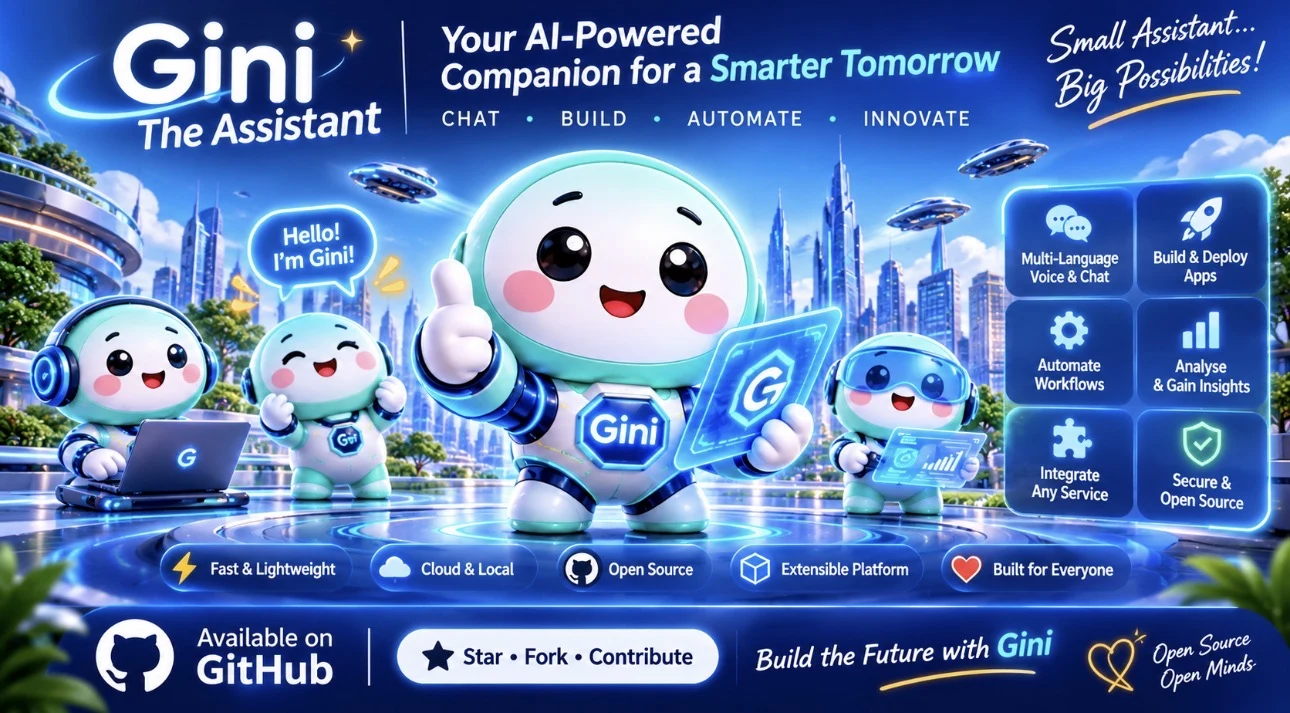 Gini
The Assistant
Your AI-Powered
Companion for a Smarter Tomorrow
CHAT • BUILD • AUTOMATE • INNOVATE
Small Assistant...
Big Possibilities!
Hello!
I'm Gini!
G
Gini
G
Multi-Language
Voice & Chat
Build & Deploy
Apps
Automate
Workflows
Analyse
& Gain Insights
Integrate
Any Service
Secure &
Open Source
Fast & Lightweight
Cloud & Local
Open Source
Extensible Platform
Built for Everyone
Available on
GitHub
Star • Fork • Contribute
Build the Future with Gini
Open Source
Open Minds